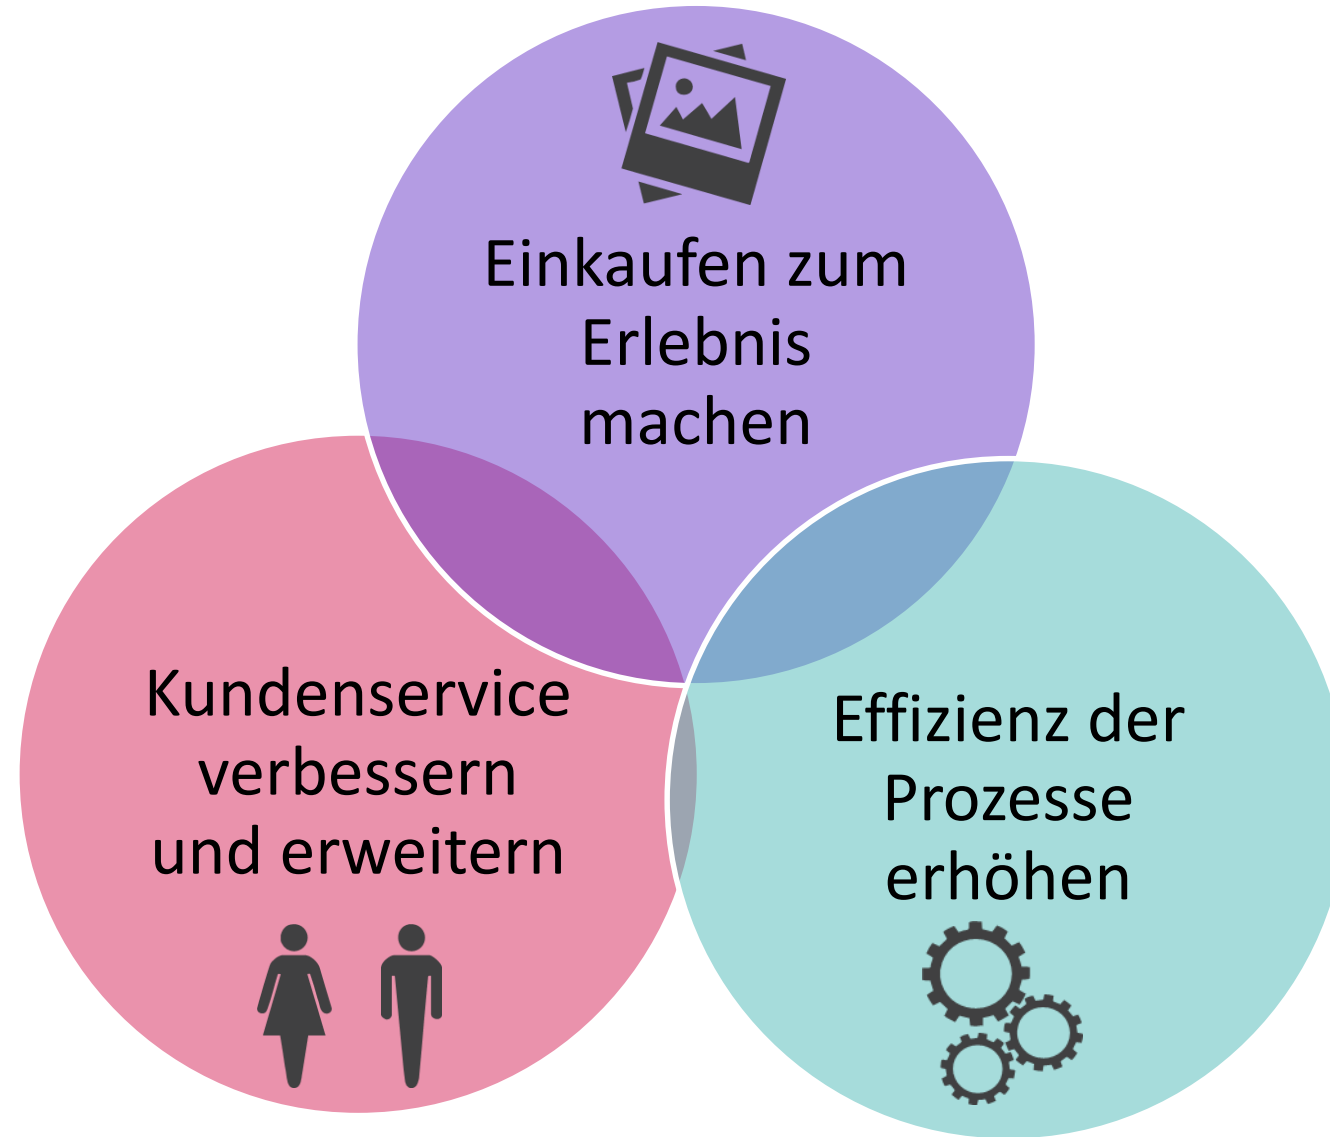 Einkaufen zum
Erlebnis
machen
Kundenservice
verbessern
und erweitern
Effizienz der
Prozesse
erhöhen